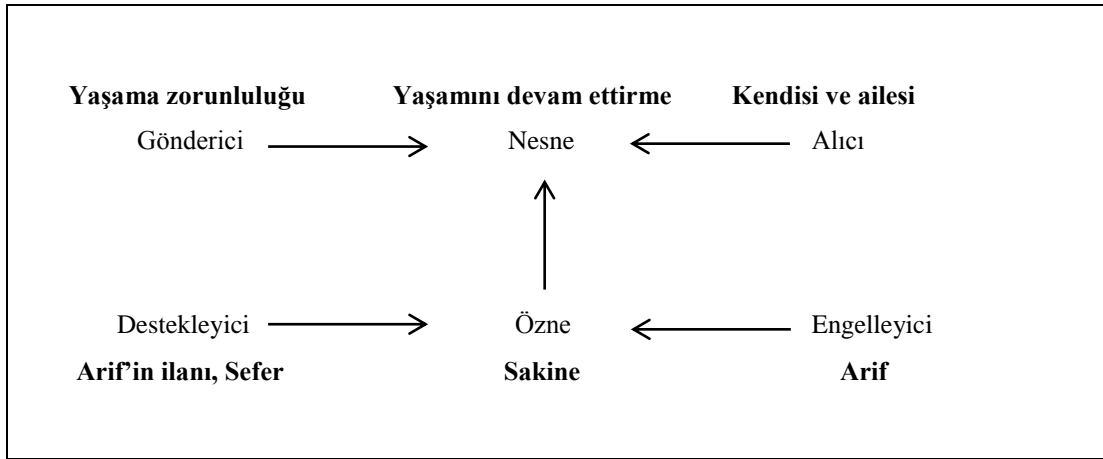 Yaşama zorunluluğu Yaşamını devam ettirme Kendisi ve ailesi
Gönderici Nesne Alıcı
Destekleyici Özne Engelleyici
Arif’in ilanı, Sefer Sakine Arif